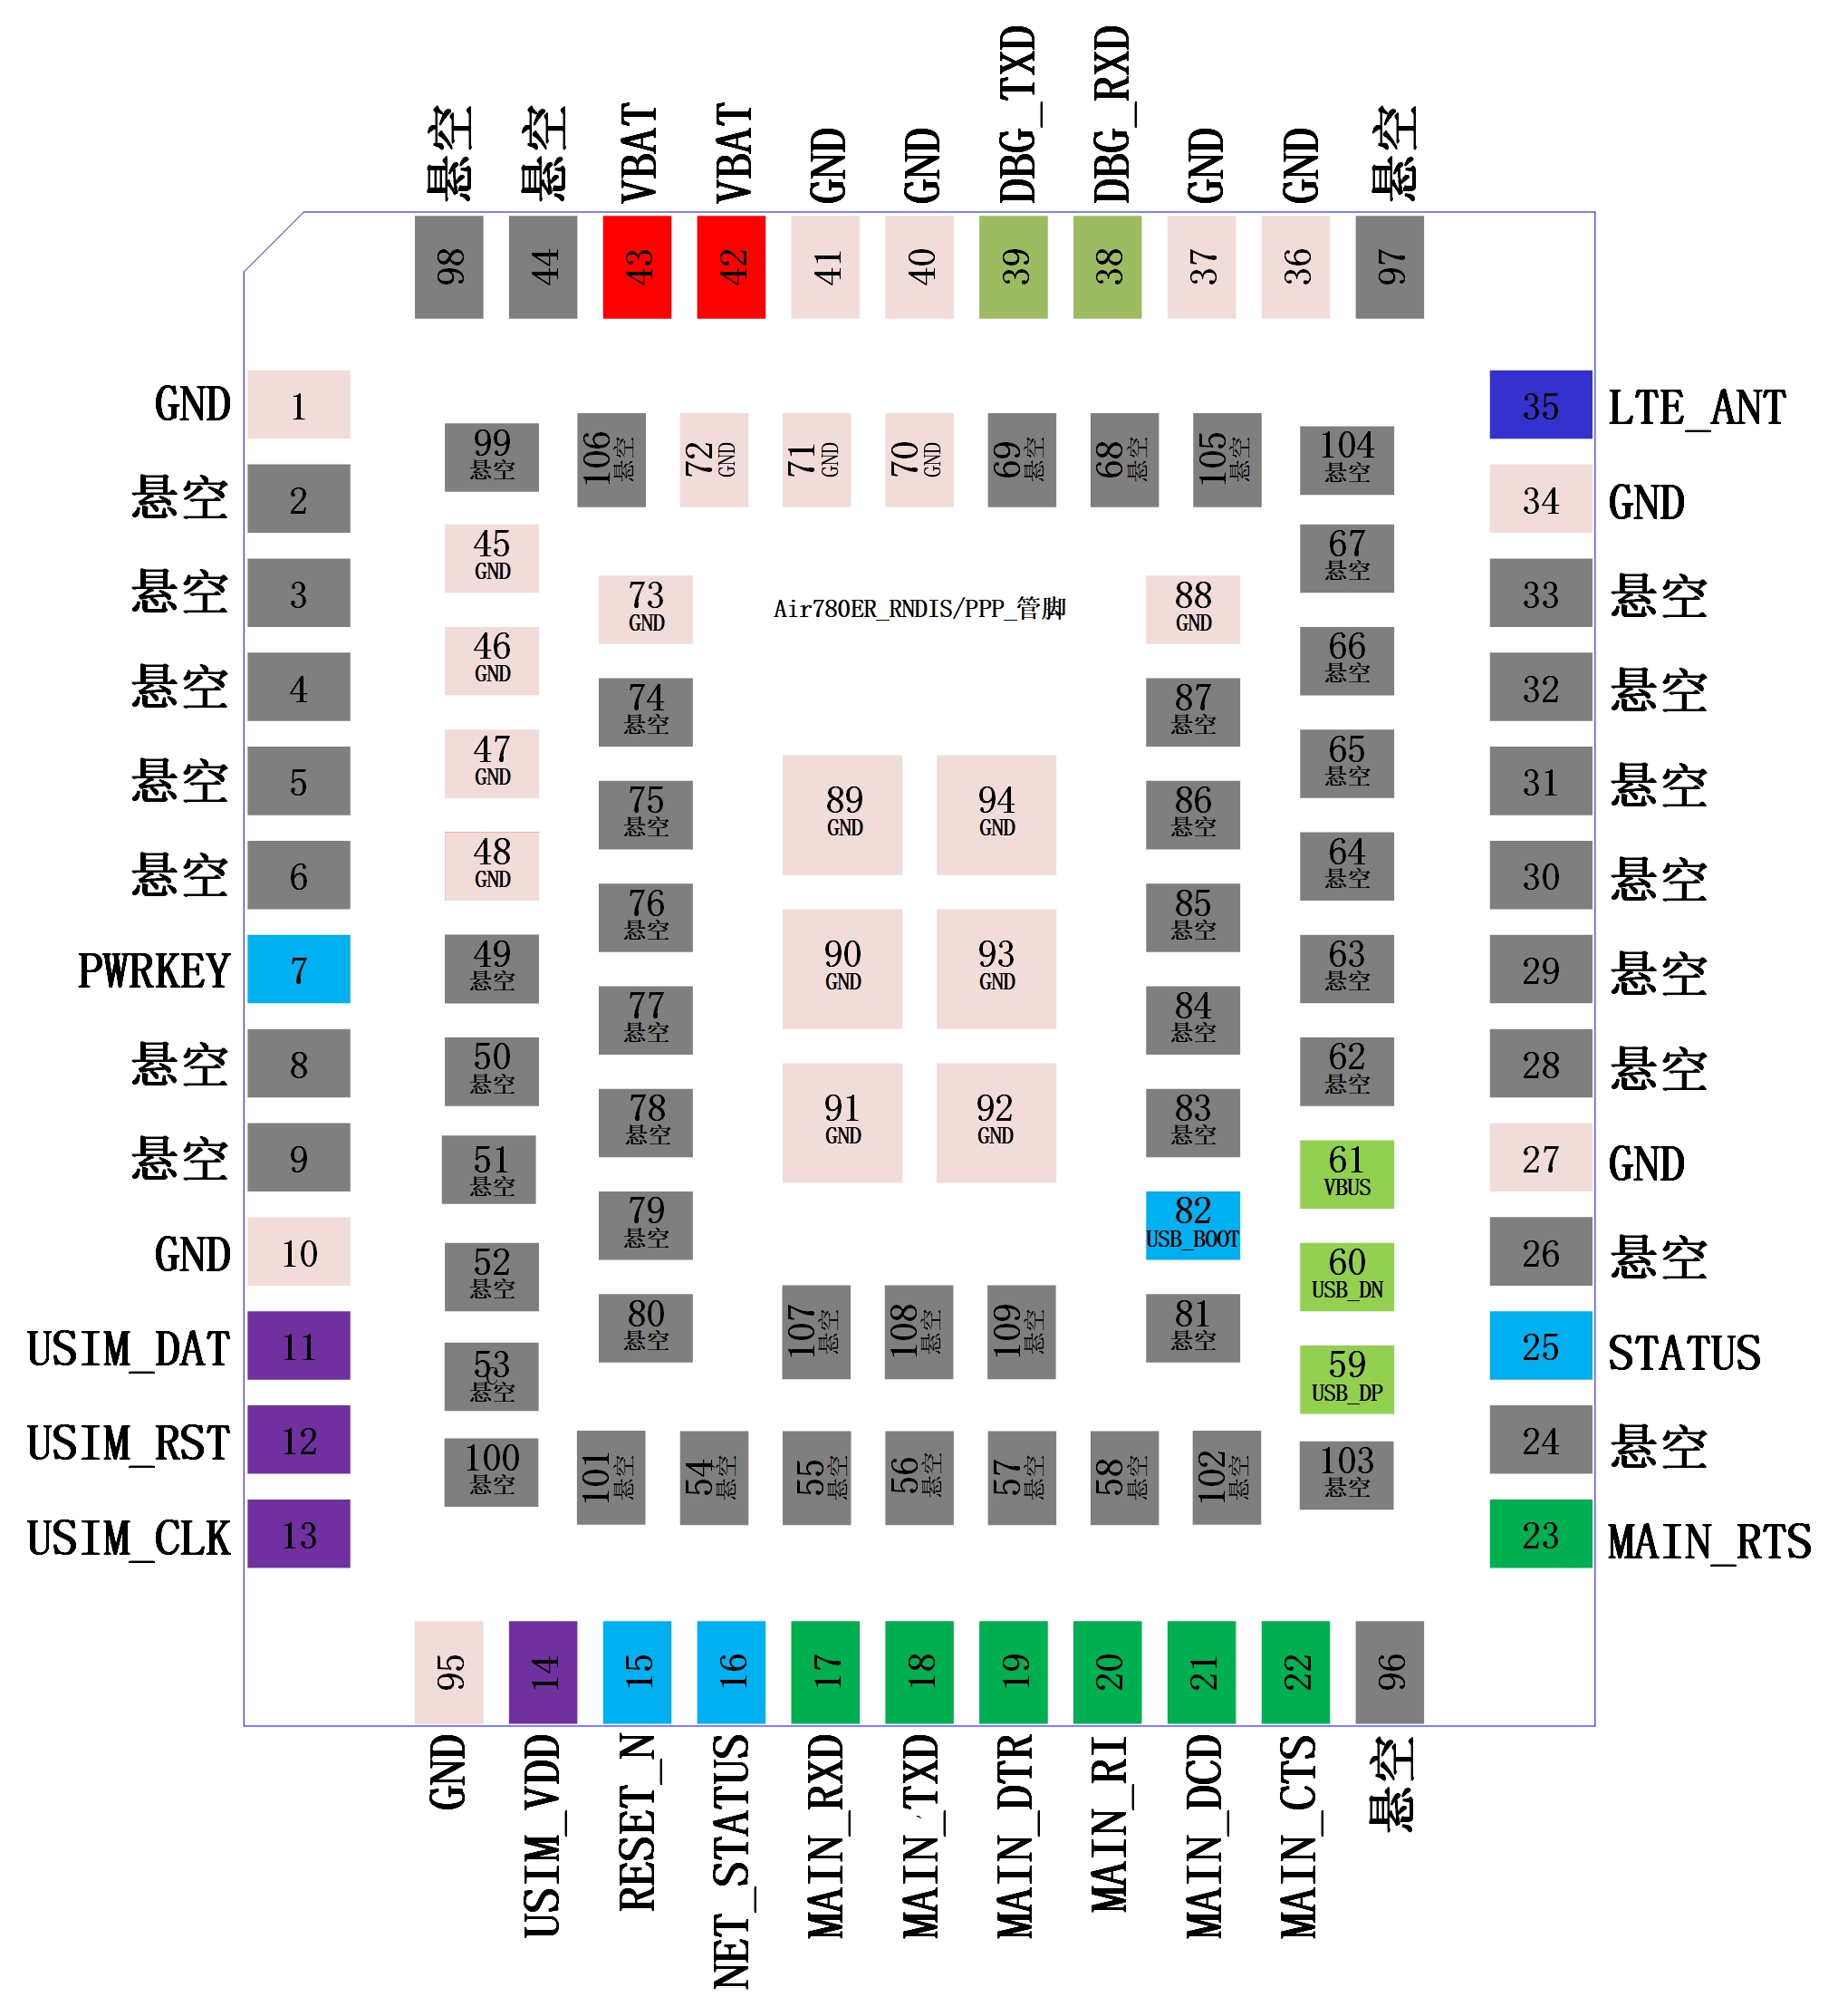 悬空
悬空
VBAT
VBAT
GND
GND
DBG_TXD
DBG_RXD
GND
GND
悬空
98
44
43
42
41
40
39
38
37
36
97
GND
1
悬空
2
悬空
3
悬空
4
悬空
5
悬空
6
PWRKEY
7
悬空
8
悬空
9
GND
10
USIM_DAT
11
USIM_RST
12
USIM_CLK
13
99
悬空
45
GND
46
GND
47
GND
48
GND
49
悬空
50
悬空
51
悬空
52
悬空
53
C
悬空
100
悬空
106
悬空
72
GND
71
GND
70
GND
69
悬空
68
悬空
105
悬空
104
悬空
Air780ER_RNDIS/PPP_管脚
73
GND
74
悬空
75
悬空
76
悬空
77
悬空
78
悬空
79
悬空
80
悬空
89
GND
94
GND
90
GND
93
GND
91
GND
92
GND
107
悬空
108
悬空
109
悬空
88
GND
87
悬空
86
悬空
85
悬空
84
悬空
83
悬空
82
USB_BOOT
81
悬空
67
悬空
66
悬空
65
悬空
64
悬空
63
悬空
62
悬空
61
VBUS
60
USB_DN
59
USB_DP
103
悬空
101
悬空
54
悬空
55
悬空
56
悬空
57
悬空
58
悬空
102
悬空
35
LTE_ANT
34
GND
33
悬空
32
悬空
31
悬空
30
悬空
29
悬空
28
悬空
27
GND
26
悬空
25
STATUS
24
悬空
23
MAIN_RTS
95
14
15
16
17
18
19
20
21
22
96
GND
USIM_VDD
RESET_N
NET_STATUS
MAIN_RXD
MAIN_TXD
MAIN_DTR
MAIN_RI
MAIN_DCD
MAIN_CTS
悬空